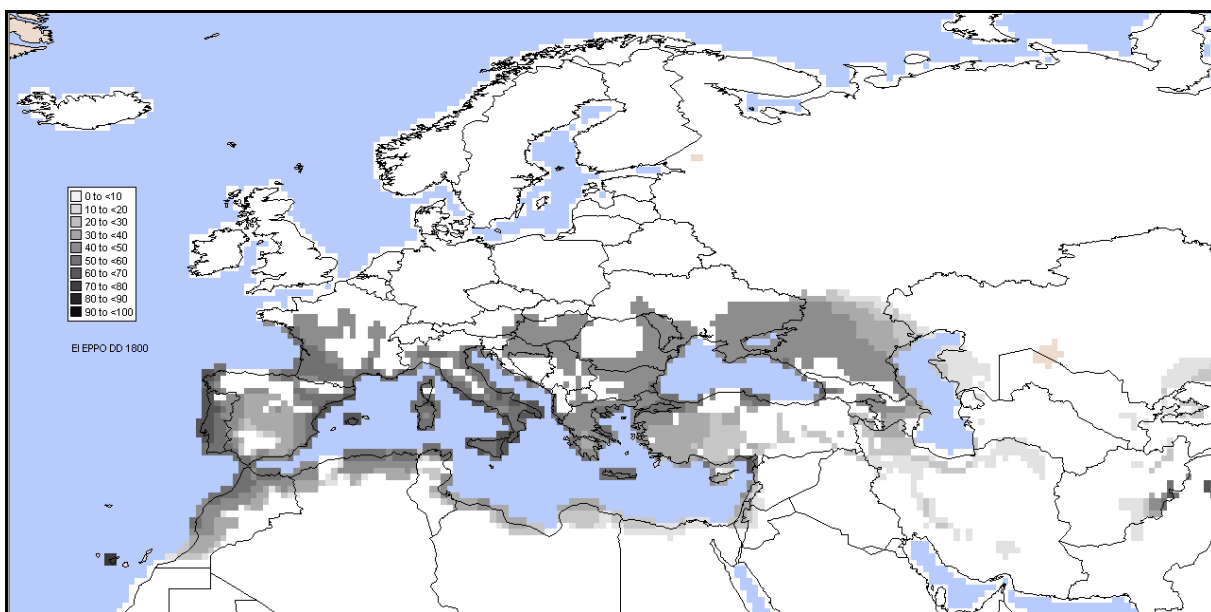 0 to <10
10 to <20
20 to <30
30 to <40
40 to <50
50 to <60
60 to <70
70 to <80
80 to <90
90 to <100
EI EPPO DD 1800